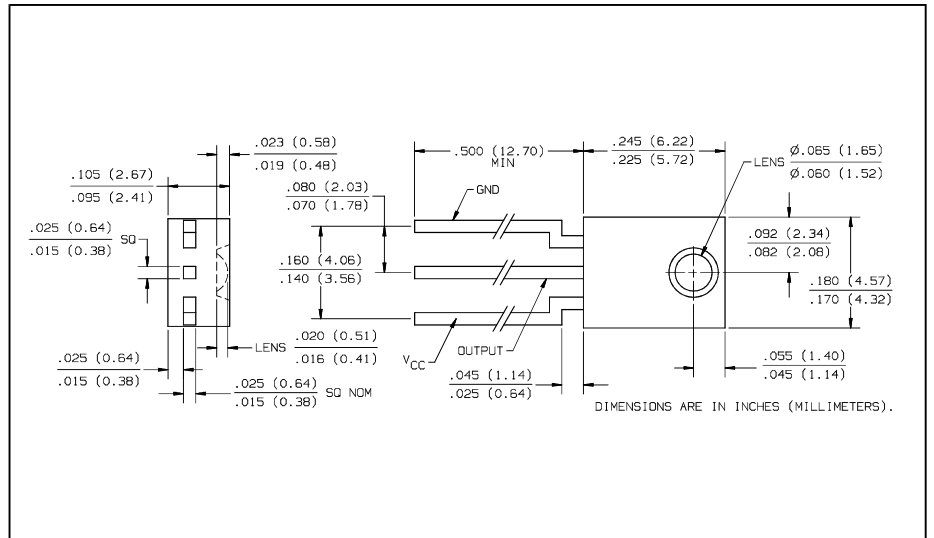 .023 (0.58)
.019 (0.48)
.105 (2.67)
.095 (2.41)
.025 (0.64)
.015 (0.38)
SQ
.025 (0.64)
.015 (0.38)
LENS
.020 (0.51)
.016 (0.41)
.025 (0.64)
.015 (0.38)
SQ NOM
.500 (12.70)
MIN
.245 (6.22)
.225 (5.72)
LENS
Ø.065 (1.65)
Ø.060 (1.52)
.080 (2.03)
.070 (1.78)
GND
.160 (4.06)
.140 (3.56)
.092 (2.34)
.082 (2.08)
.180 (4.57)
.170 (4.32)
VCC
OUTPUT
.045 (1.14)
.025 (0.64)
.055 (1.40)
.045 (1.14)
DIMENSIONS ARE IN INCHES (MILLIMETERS).